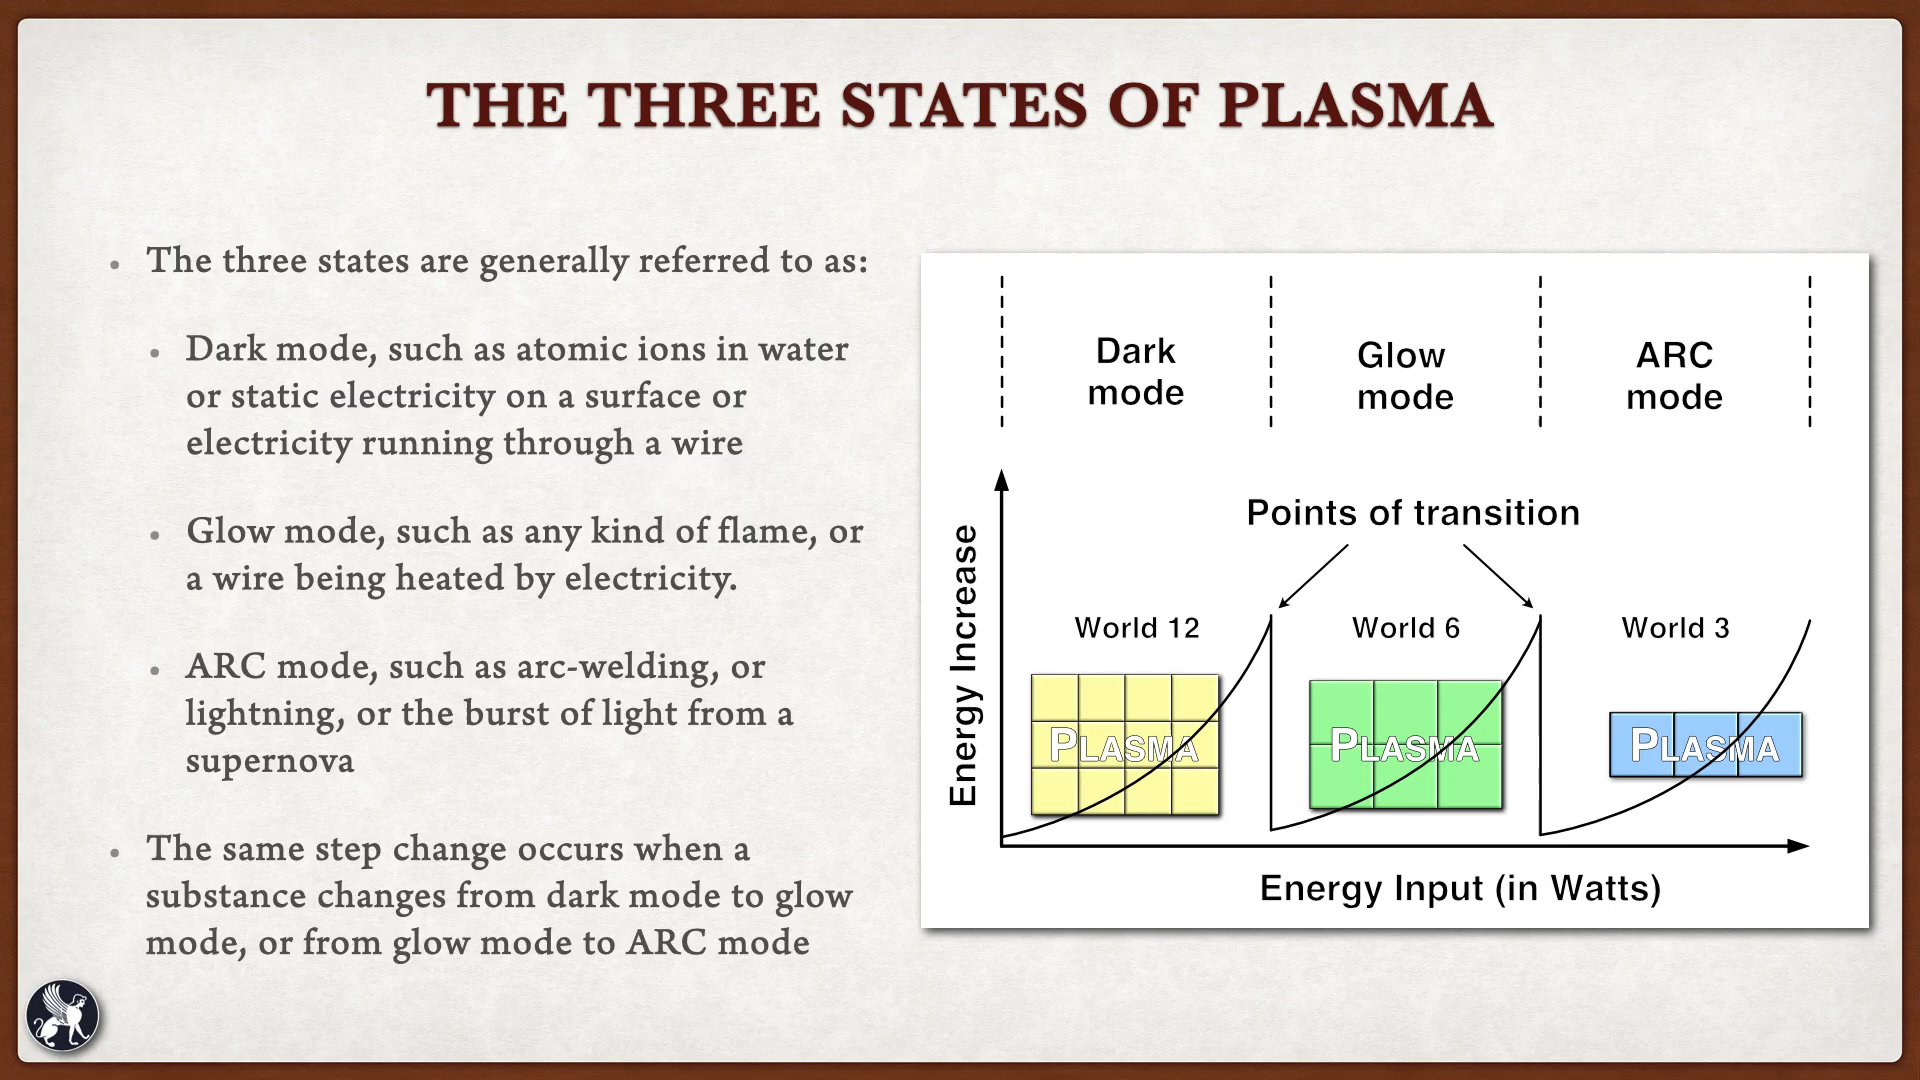 THE THREE STATES OF PLASMA
The three states are generally referred to as:
Dark mode, such as atomic ions in water
or static electricity on a surface or
electricity running through a wire
Glow mode, such as any kind of flame, or
a wire being heated by electricity.
ARC mode, such as arc-welding, or
lightning, or the burst of light from a
supernova
The same step change occurs when a
substance changes from dark mode to glow
mode, or from glow mode to ARC mode
Dark
mode
Glow
mode
ARC
mode
Points of transition
Energy Increase
World 12
World 6
World 3
PLASMA
PLASMA
PLASMA
Energy Input (in Watts)